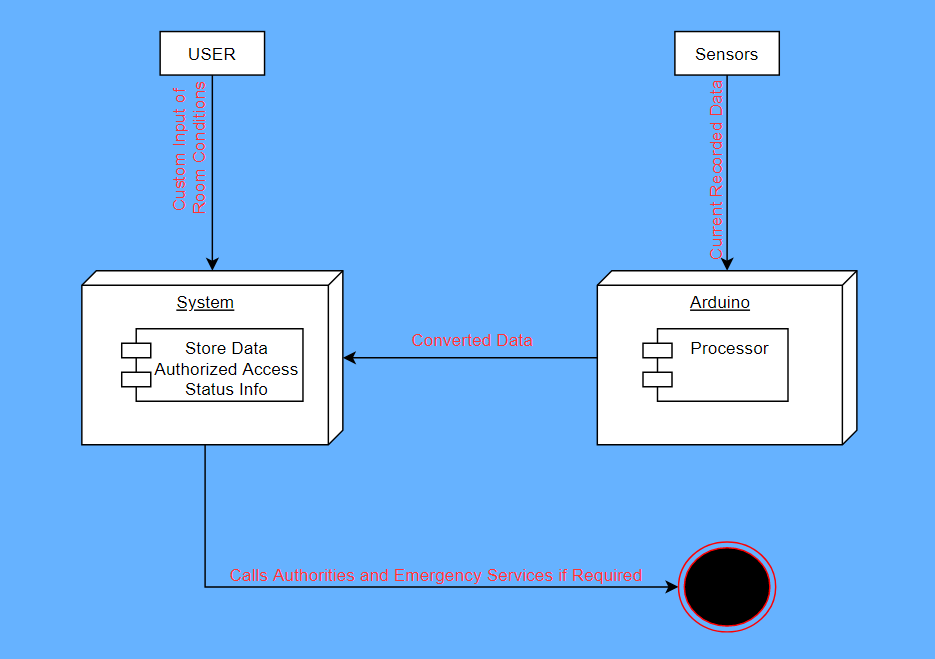 USER
Sensors
Custom Input of
Room Conditions
Current Recorded Data
System
Store Data
Authorized Access
Status Info
Converted Data
Arduino
Processor
Calls Authorities and Emergency Services if Required